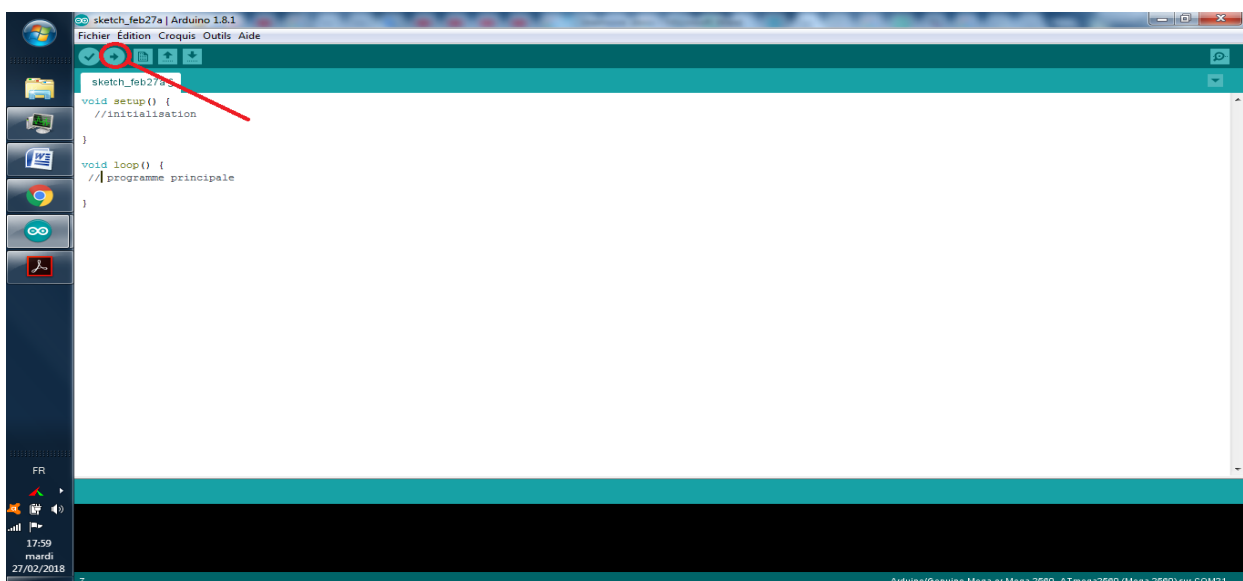 sketch_feb27a | Arduino 1.8.1
Fichier Édition Croquis Outils Aide
sketch_feb27a
void setup() {
//initialisation
}
void loop() {
// programme principale
}
FR
17:59
mardi
27/02/2018
7